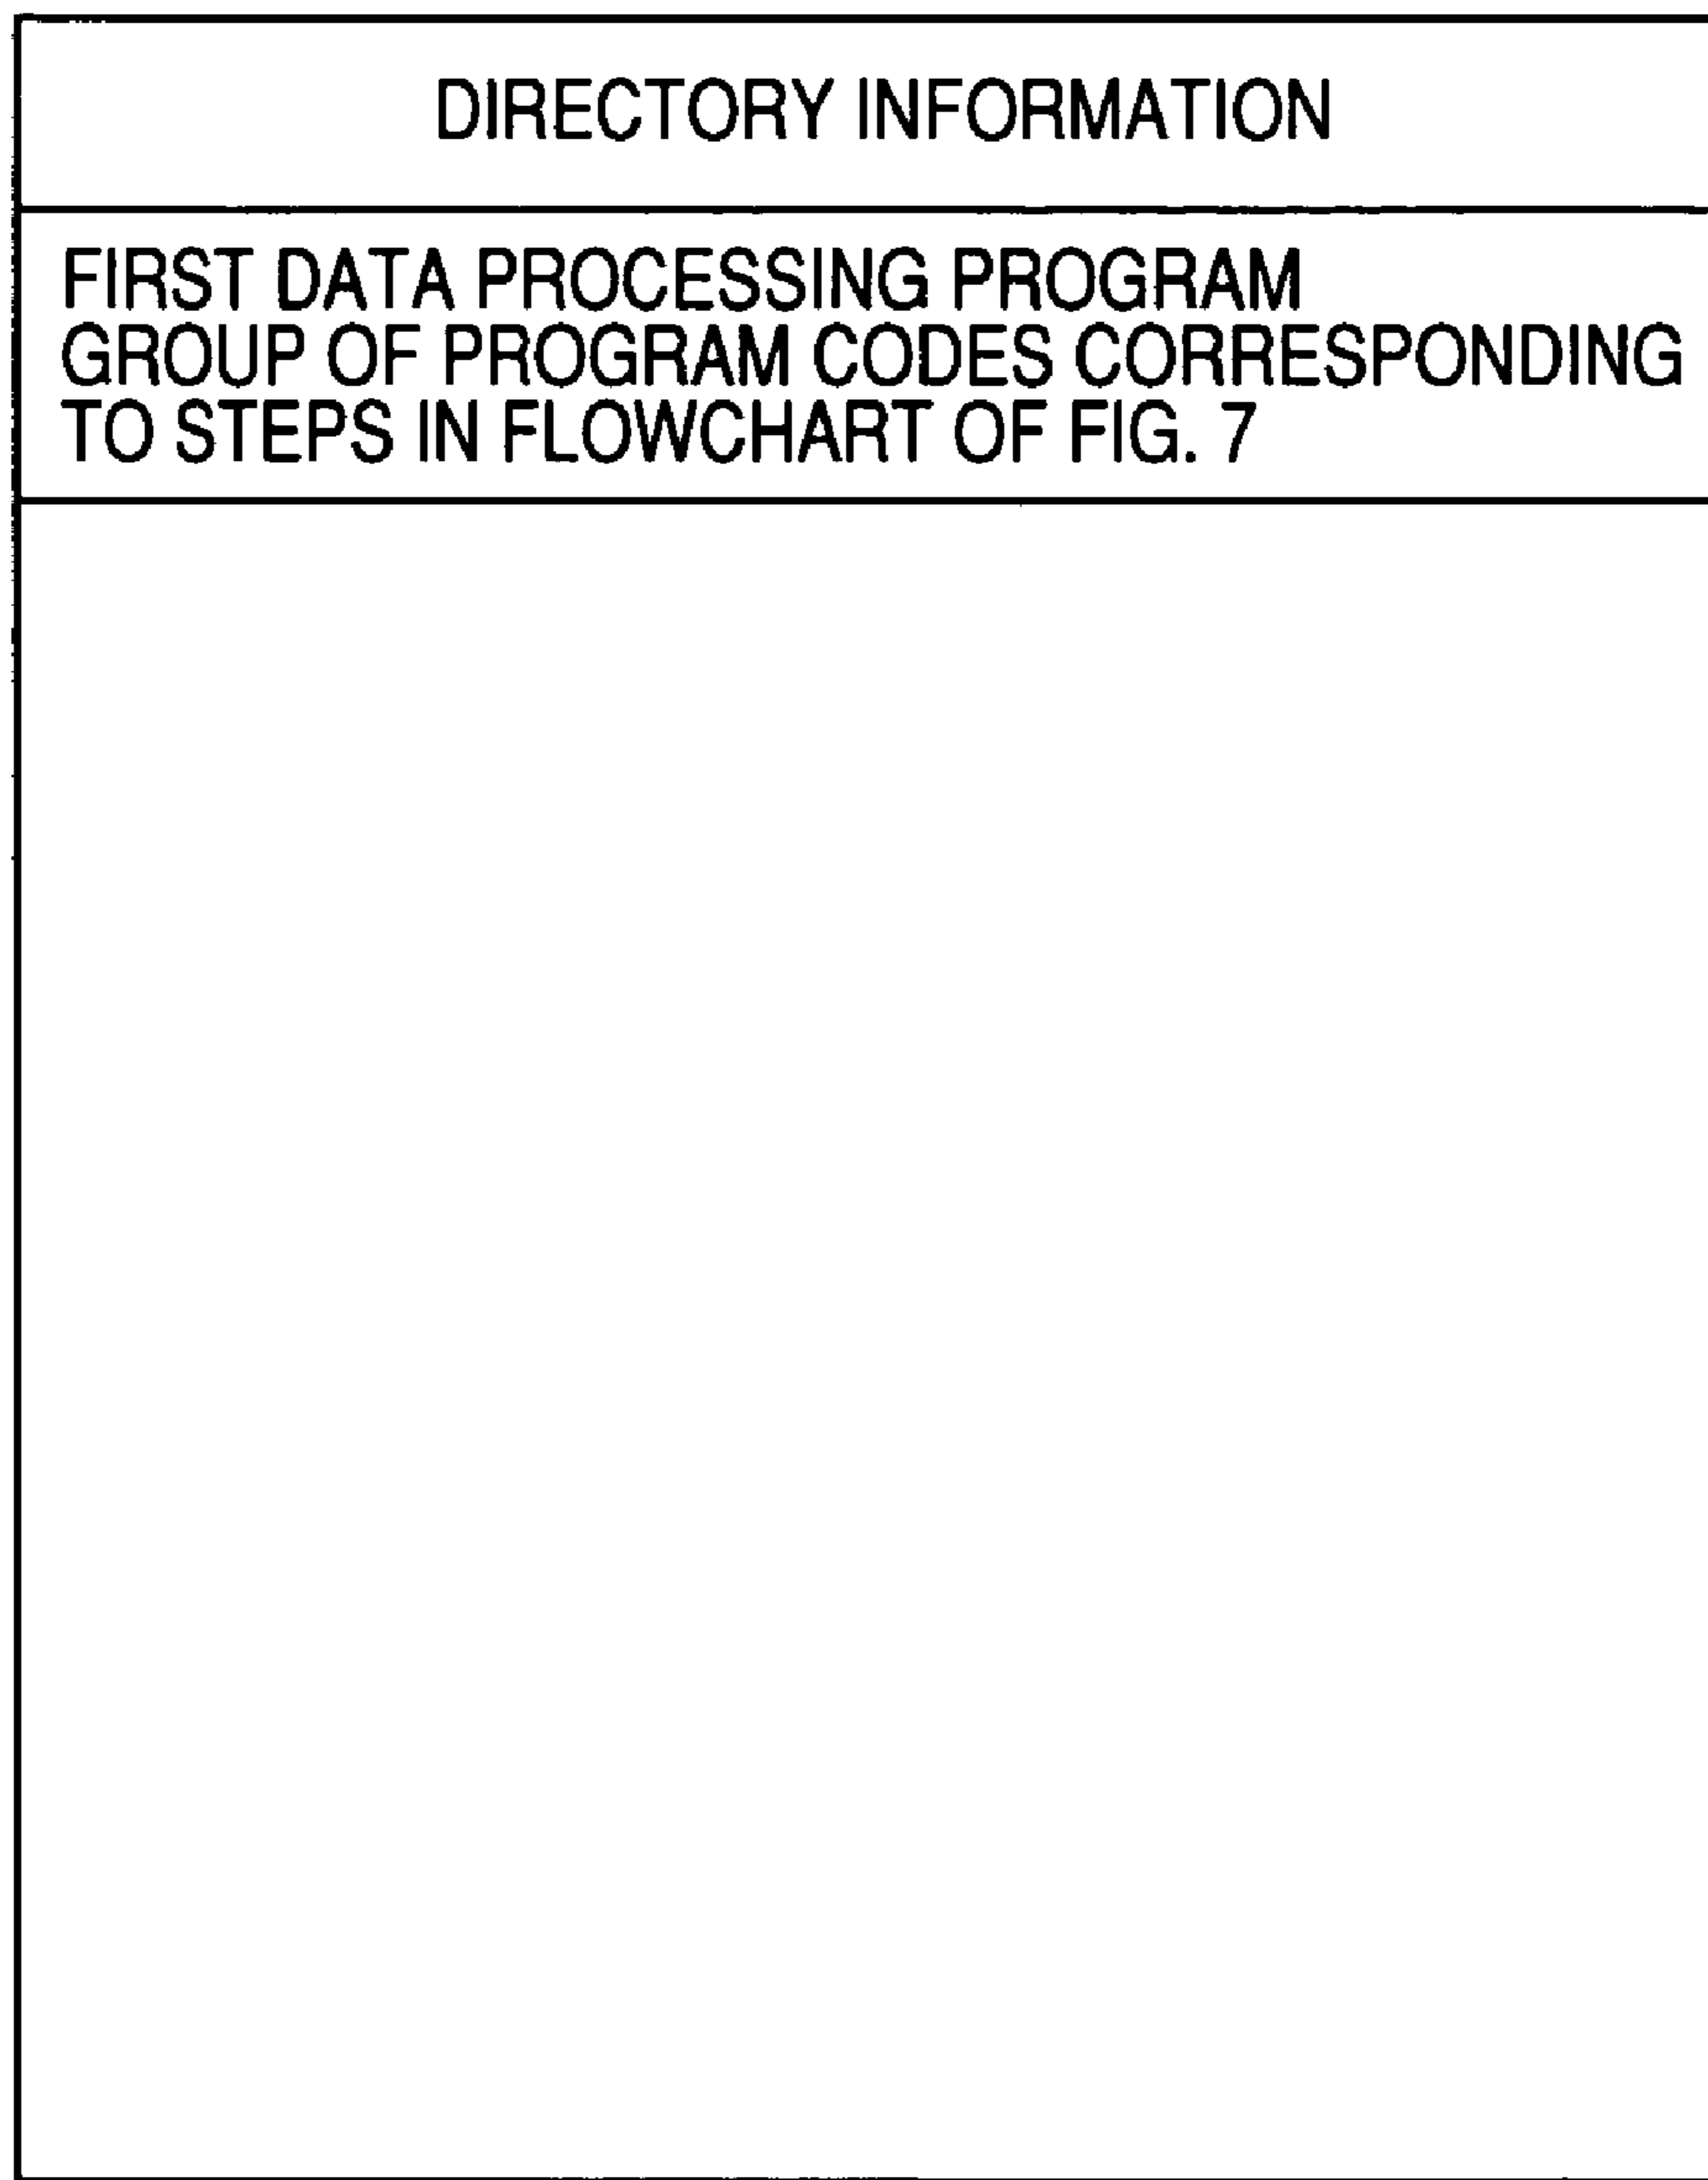 DIRECTORY INFORMATION
FIRST DATA PROCESSING PROGRAM
GROUP OF PROGRAM CODES CORRESPONDING
TO STEPS IN FLOWCHART OF FIG. 7